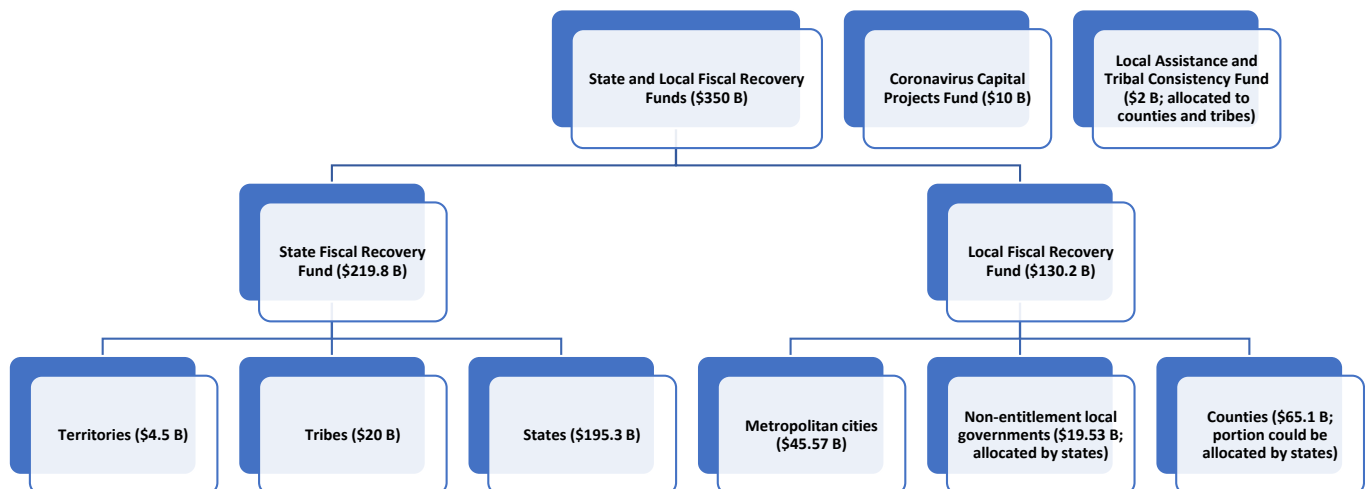 State and Local Fiscal Recovery
Funds ($350 B)
Coronavirus Capital
Projects Fund ($10 B)
Local Assistance and
Tribal Consistency Fund
($2 B; allocated to
counties and tribes)
State Fiscal Recovery
Fund ($219.8 B)
Local Fiscal Recovery
Fund ($130.2 B)
Territories ($4.5 B)
Tribes ($20 B)
States ($195.3 B)
Metropolitan cities
($45.57 B)
Non-entitlement local
governments ($19.53 B;
allocated by states)
Counties ($65.1 B;
portion could be
allocated by states)